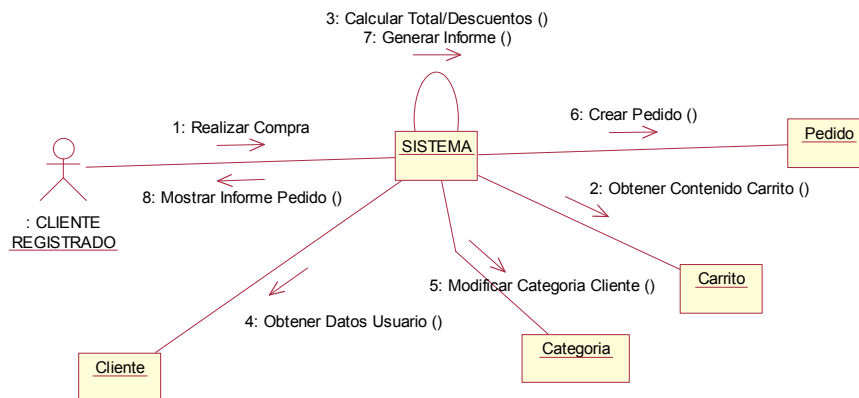 3: Calcular Total/Descuentos ()
7: Generar Informe ()
1: Realizar Compra
6: Crear Pedido ()
SISTEMA
Pedido
8: Mostrar Informe Pedido ()
2: Obtener Contenido Carrito ()
: CLIENTE
REGISTRADO
5: Modificar Categoria Cliente ()
Carrito
4: Obtener Datos Usuario ()
Categoria
Cliente